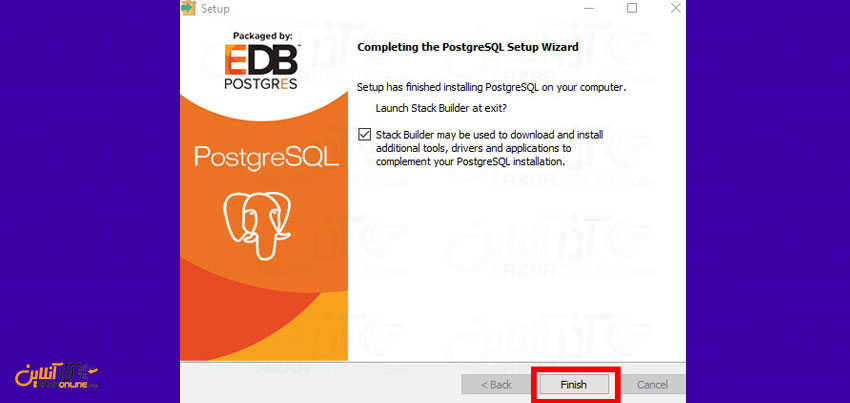 Setup
Packaged by:
EDB
POSTGRES
PostgreSQL
Completing the PostgreSQL Setup Wizard
Setup has finished installing PostgreSQL on your computer.
Launch Stack Builder at exit?
Stack Builder may be used to download and install
additional tools, drivers and applications to
complement your PostgreSQL installation.
< Back
Finish
Cancel
آذرآنلاین
AZARONLINE.com